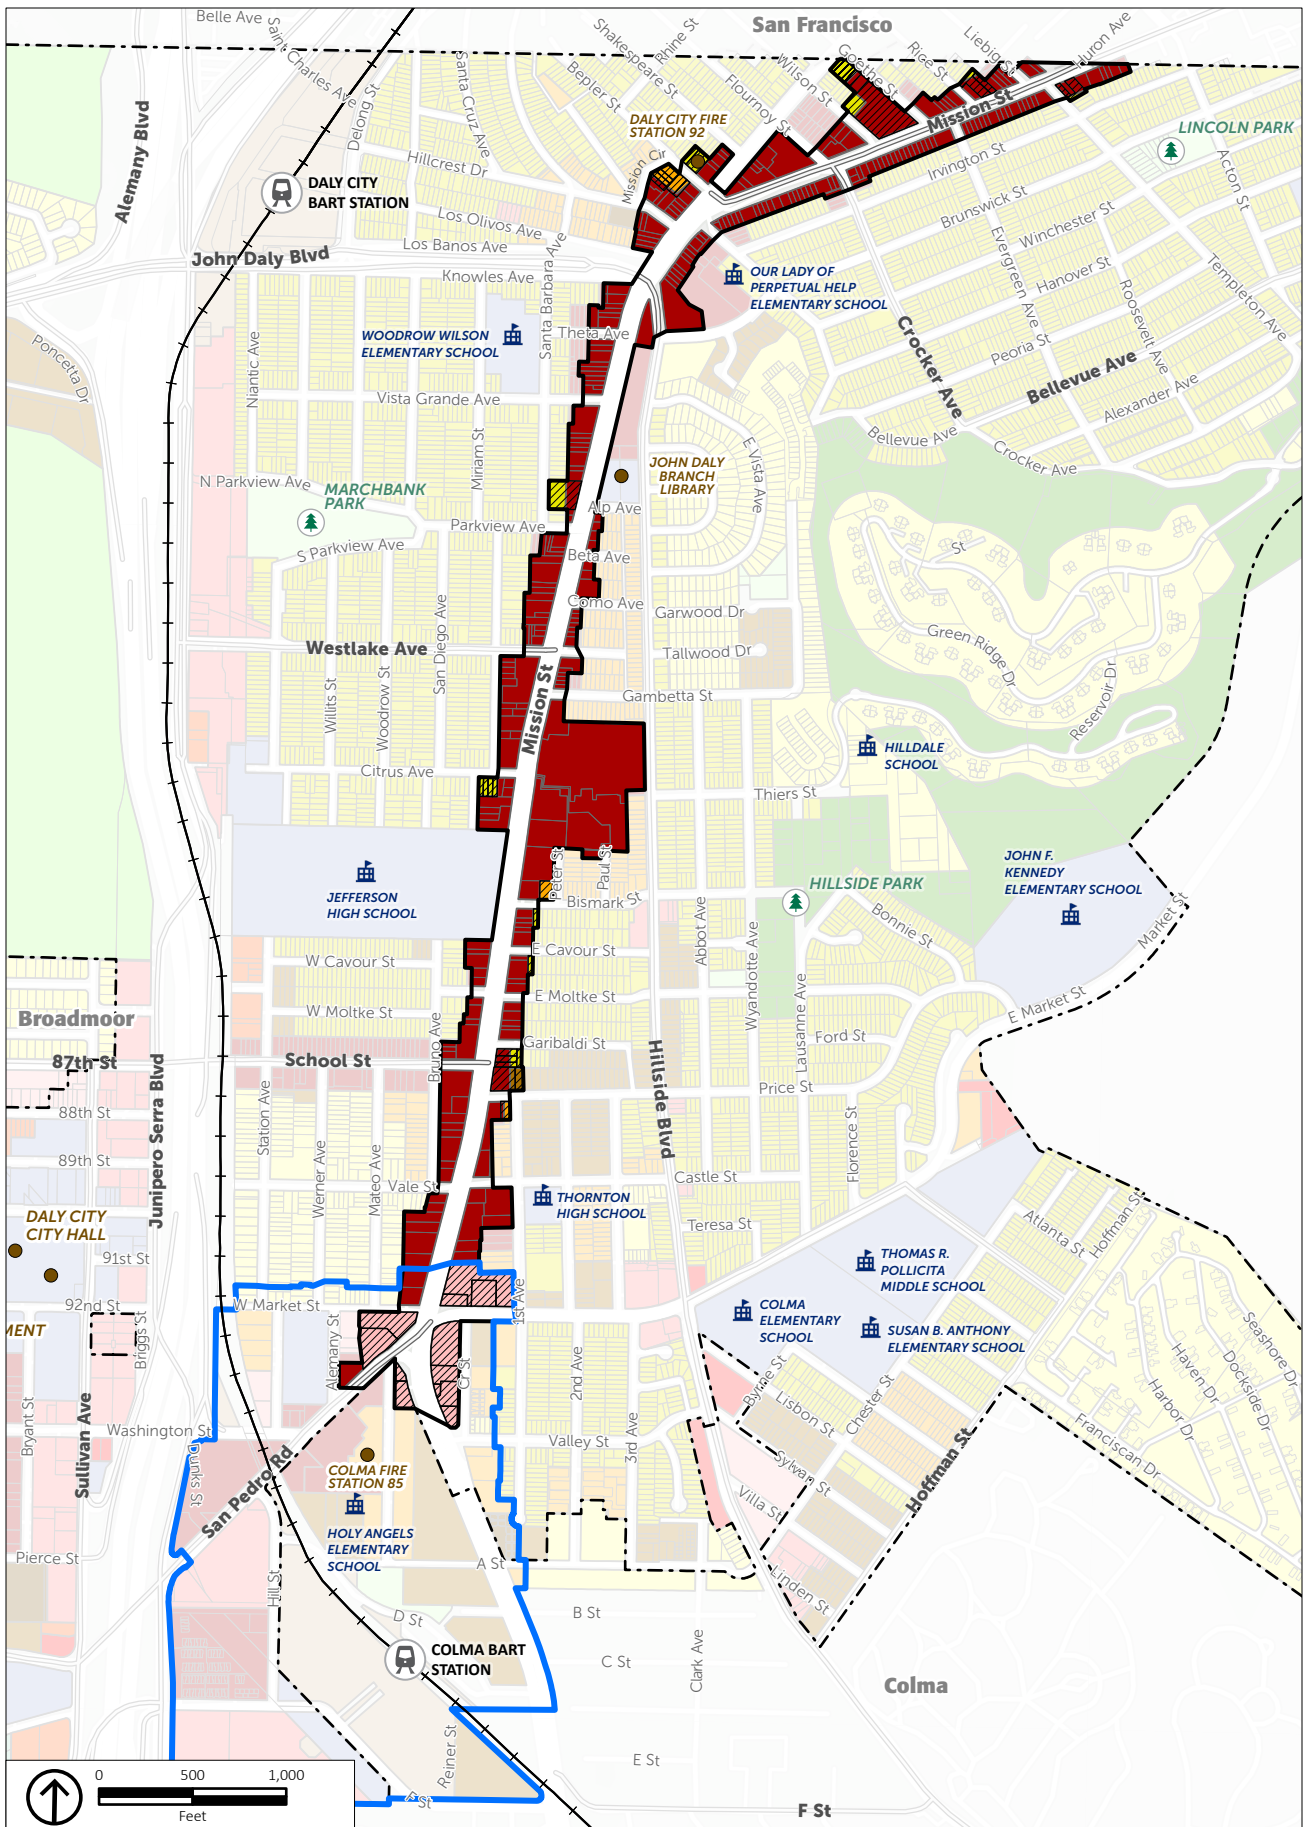 San Francisco
Belle Ave
Saint Charles Ave
Delong St
Santa Cruz Ave
Shakespeare St
Rhine St
Bepler St
Flournoy St
Wilson St
Goethe St
Rice St
Liebig St
Huron Ave
Mission St
Alemany Blvd
DALY CITY FIRE
STATION 92
LINCOLN PARK
Hillcrest Dr
Mission Cir
Irvington St
Acton St
DALY CITY
BART STATION
Los Olivos Ave
Brunswick St
Winchester St
John Daly Blvd
Los Banos Ave
Knowles Ave
Santa Barbara Ave
Evergreen Ave
Hanover St
Templeton Ave
OUR LADY OF
PERPETUAL HELP
ELEMENTARY SCHOOL
Roosevelt Ave
WOODROW WILSON
ELEMENTARY SCHOOL
Theta Ave
Crocker Ave
Peoria St
Poncetta Dr
Niantic Ave
Vista Grande Ave
Bellevue Ave
Alexander Ave
Miriam St
E Vista Ave
Bellevue Ave
Crocker Ave
JOHN DALY
BRANCH
LIBRARY
N Parkview Ave
MARCHBANK
PARK
Parkview Ave
Alp Ave
S Parkview Ave
Beta Ave
St
Como Ave
Garwood Dr
San Diego Ave
Green Ridge Dr
Westlake Ave
Tallwood Dr
Reservoir Dr
Willits St
Woodrow St
Mission St
Gambetta St
HILLDALE
SCHOOL
Citrus Ave
Thiers St
Peter St
Paul St
JOHN F.
KENNEDY
ELEMENTARY SCHOOL
JEFFERSON
HIGH SCHOOL
HILLSIDE PARK
Bismark St
Abbot Ave
Bonnie St
Market St
W Cavour St
E Cavour St
Wyandotte Ave
Lausanne Ave
W Moltke St
E Moltke St
E Market St
Broadmoor
Bruno Ave
Garibaldi St
Ford St
87th St
School St
Hillside Blvd
Junipero Serra Blvd
88th St
Station Ave
Price St
Florence St
89th St
Werner Ave
Mateo Ave
Vale St
Castle St
THORNTON
HIGH SCHOOL
Teresa St
Atlanta St
Hoffman St
DALY CITY
CITY HALL
91st St
THOMAS R.
POLLICITA
MIDDLE SCHOOL
92nd St
W Market St
1st Ave
COLMA
ELEMENTARY
SCHOOL
SUSAN B. ANTHONY
ELEMENTARY SCHOOL
MENT
Briggs St
Alemany St
Seashore Dr
Haven Dr
Dockside Dr
Harbor Dr
Cr St
2nd Ave
Byrne St
Lisbon St
Chester St
Bryant St
Sullivan Ave
Washington St
3rd Ave
Valley St
Franciscan Dr
Dunks St
San Pedro Rd
COLMA FIRE
STATION 85
Sylvan St
Hoffman St
Villa St
HOLY ANGELS
ELEMENTARY
SCHOOL
Pierce St
A St
Hill St
Linden St
D St
B St
COLMA BART
STATION
C St
Clark Ave
Colma
Reiner St
E St
F St
F St
0 500 1,000
Feet